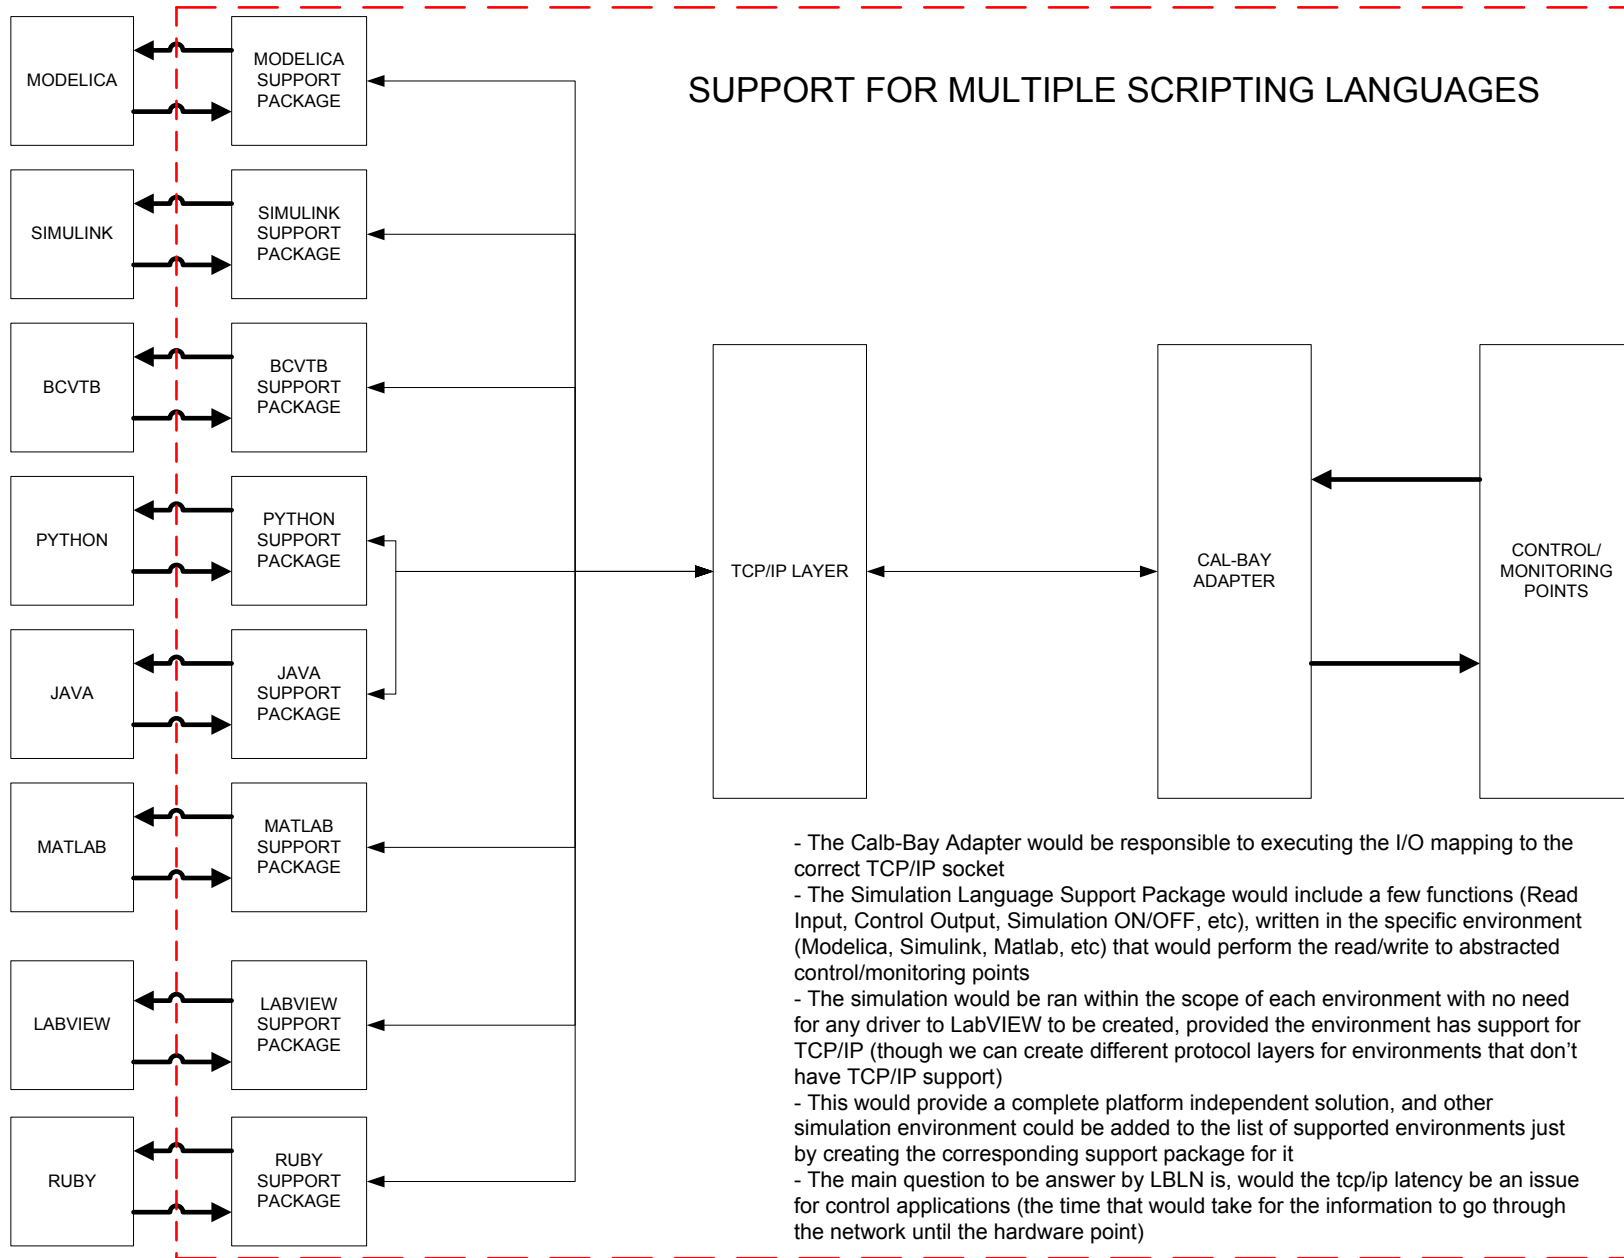 SUPPORT FOR MULTIPLE SCRIPTING LANGUAGES
MODELICA
MODELICA
SUPPORT
PACKAGE
SIMULINK
SIMULINK
SUPPORT
PACKAGE
BCVTB
BCVTB
SUPPORT
PACKAGE
PYTHON
PYTHON
SUPPORT
PACKAGE
JAVA
JAVA
SUPPORT
PACKAGE
MATLAB
MATLAB
SUPPORT
PACKAGE
LABVIEW
LABVIEW
SUPPORT
PACKAGE
RUBY
RUBY
SUPPORT
PACKAGE
TCP/IP LAYER
CAL-BAY
ADAPTER
CONTROL/
MONITORING
POINTS
- The Calb-Bay Adapter would be responsible to executing the I/O mapping to the
correct TCP/IP socket
- The Simulation Language Support Package would include a few functions (Read
Input, Control Output, Simulation ON/OFF, etc), written in the specific environment
(Modelica, Simulink, Matlab, etc) that would perform the read/write to abstracted
control/monitoring points
- The simulation would be ran within the scope of each environment with no need
for any driver to LabVIEW to be created, provided the environment has support for
TCP/IP (though we can create different protocol layers for environments that don't
have TCP/IP support)
- This would provide a complete platform independent solution, and other
simulation environment could be added to the list of supported environments just
by creating the corresponding support package for it
- The main question to be answer by LBLN is, would the tcp/ip latency be an issue
for control applications (the time that would take for the information to go through
the network until the hardware point)